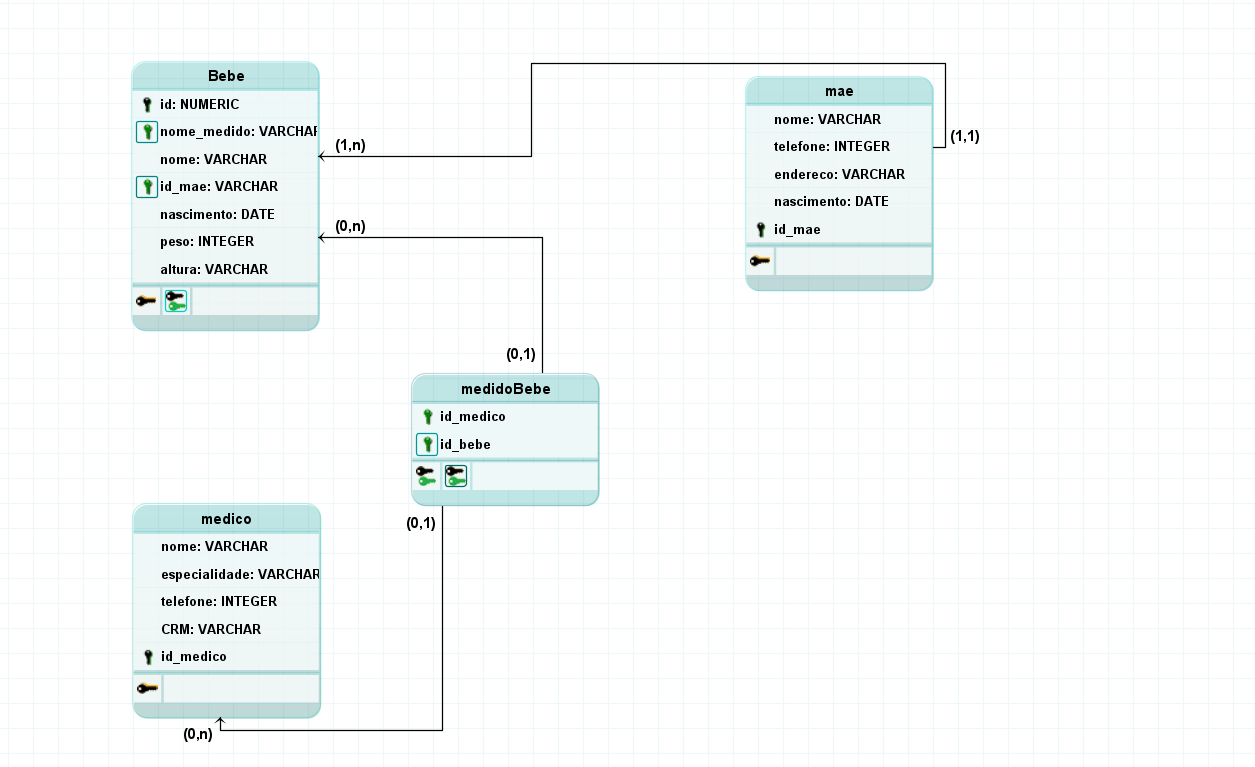 Bebe
id: NUMERIC
nome_medido: VARCHAR
nome: VARCHAR
id_mae: VARCHAR
nascimento: DATE
peso: INTEGER
altura: VARCHAR
mae
nome: VARCHAR
telefone: INTEGER
endereco: VARCHAR
nascimento: DATE
id_mae
(1,n)
(1,1)
(0,n)
(0,1)
medidoBebe
id_medico
id_bebe
(0,1)
medico
nome: VARCHAR
especialidade: VARCHAR
telefone: INTEGER
CRM: VARCHAR
id_medico
(0,n)